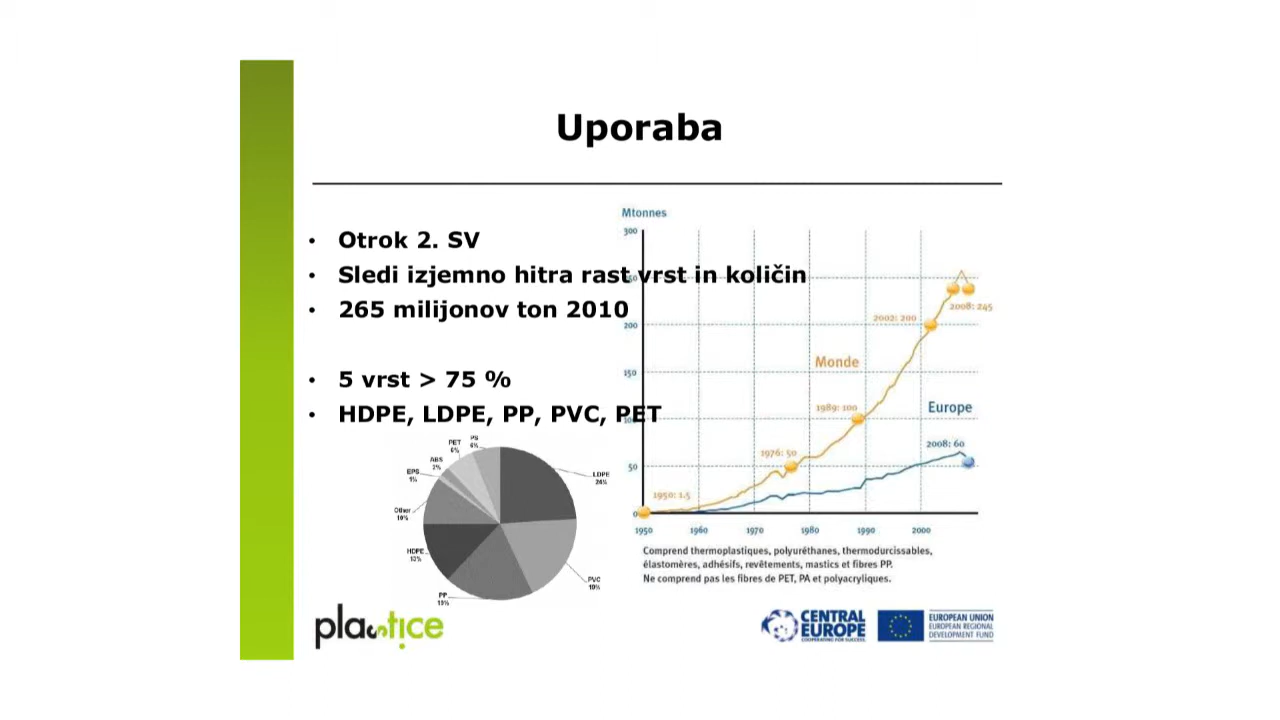 Uporaba
• Otrok 2. SV
• Sledi izjemno hitra rast vrst in količin
• 265 milijonov ton 2010
• 5 vrst > 75 %
• HDPE, LDPE, PP, PVC, PET
Mtonnes
300
200
150
50
0
1950 1960 1970 1980 1990 2000
1950: 1.5
1976: 50
1989: 100
2002: 200
2008: 245
Monde
Europe
2008: 60
Comprend thermoplastiques, polyuréthanes, thermodurcissables,
élastomères, adhésifs, revêtements, mastics et fibres PP.
Ne comprend pas les fibres de PET, PA et polyacryliques.
PS
6%
PET
6%
ABS
EPS
1%
Other
10%
HDPE
PP
PVC
LDPE
24%
plastice
CENTRAL
EUROPE
COOPERATING FOR SUCCESS.
EUROPEAN UNION
EUROPEAN REGIONAL
DEVELOPMENT FUND